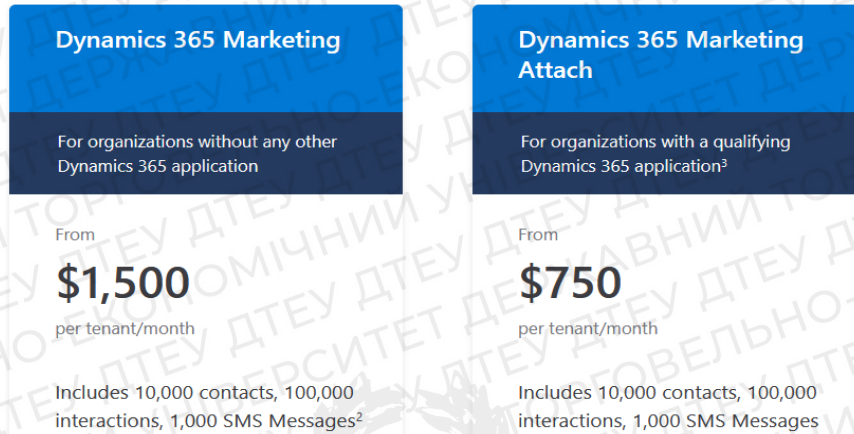 Dynamics 365 Marketing
For organizations without any other
Dynamics 365 application
From
$1,500
per tenant/month
Includes 10,000 contacts, 100,000
interactions, 1,000 SMS Messages²
Dynamics 365 Marketing
Attach
For organizations with a qualifying
Dynamics 365 application³
From
$750
per tenant/month
Includes 10,000 contacts, 100,000
interactions, 1,000 SMS Messages